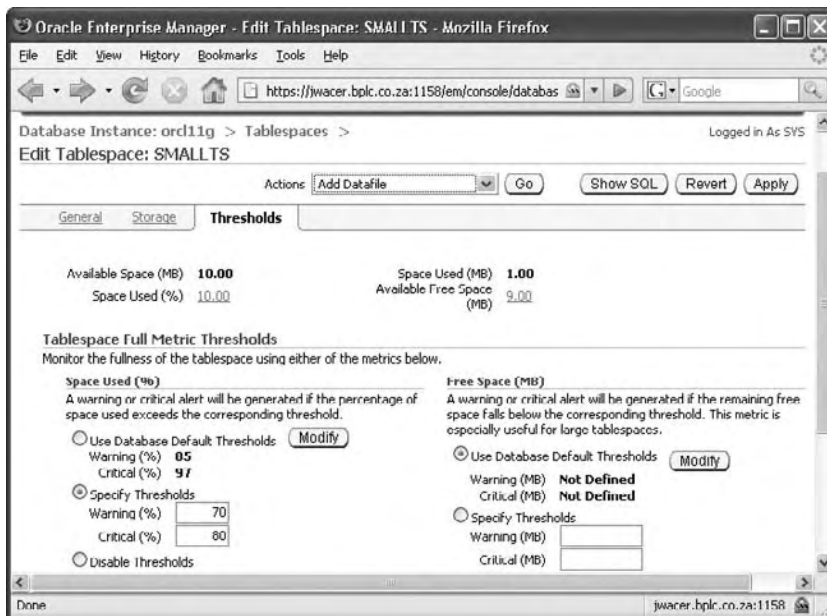 Oracle Enterprise Manager - Edit Tablespace: SMALLTS - Mozilla Firefox
File Edit View History Bookmarks Tools Help
https://jwacer.bplc.co.za:1158/em/console/databas
Google
Database Instance: orcl11g > Tablespaces >
Logged in As SYS
Edit Tablespace: SMALLTS
Actions Add Datafile Go Show SQL Revert Apply
General Storage Thresholds
Available Space (MB) 10.00 Space Used (MB) 1.00
Space Used (%) 10.00 Available Free Space (MB) 9.00
Tablespace Full Metric Thresholds
Monitor the fullness of the tablespace using either of the metrics below.
Space Used (%)
A warning or critical alert will be generated if the percentage of
space used exceeds the corresponding threshold.
Use Database Default Thresholds Modify
Warning (%) 85
Critical (%) 97
Specify Thresholds
Warning (%) 70
Critical (%) 80
Disable Thresholds
Free Space (MB)
A warning or critical alert will be generated if the remaining free
space falls below the corresponding threshold. This metric is
especially useful for large tablespaces.
Use Database Default Thresholds Modify
Warning (MB) Not Defined
Critical (MB) Not Defined
Specify Thresholds
Warning (MB)
Critical (MB)
Done
jwacer.bplc.co.za:1158